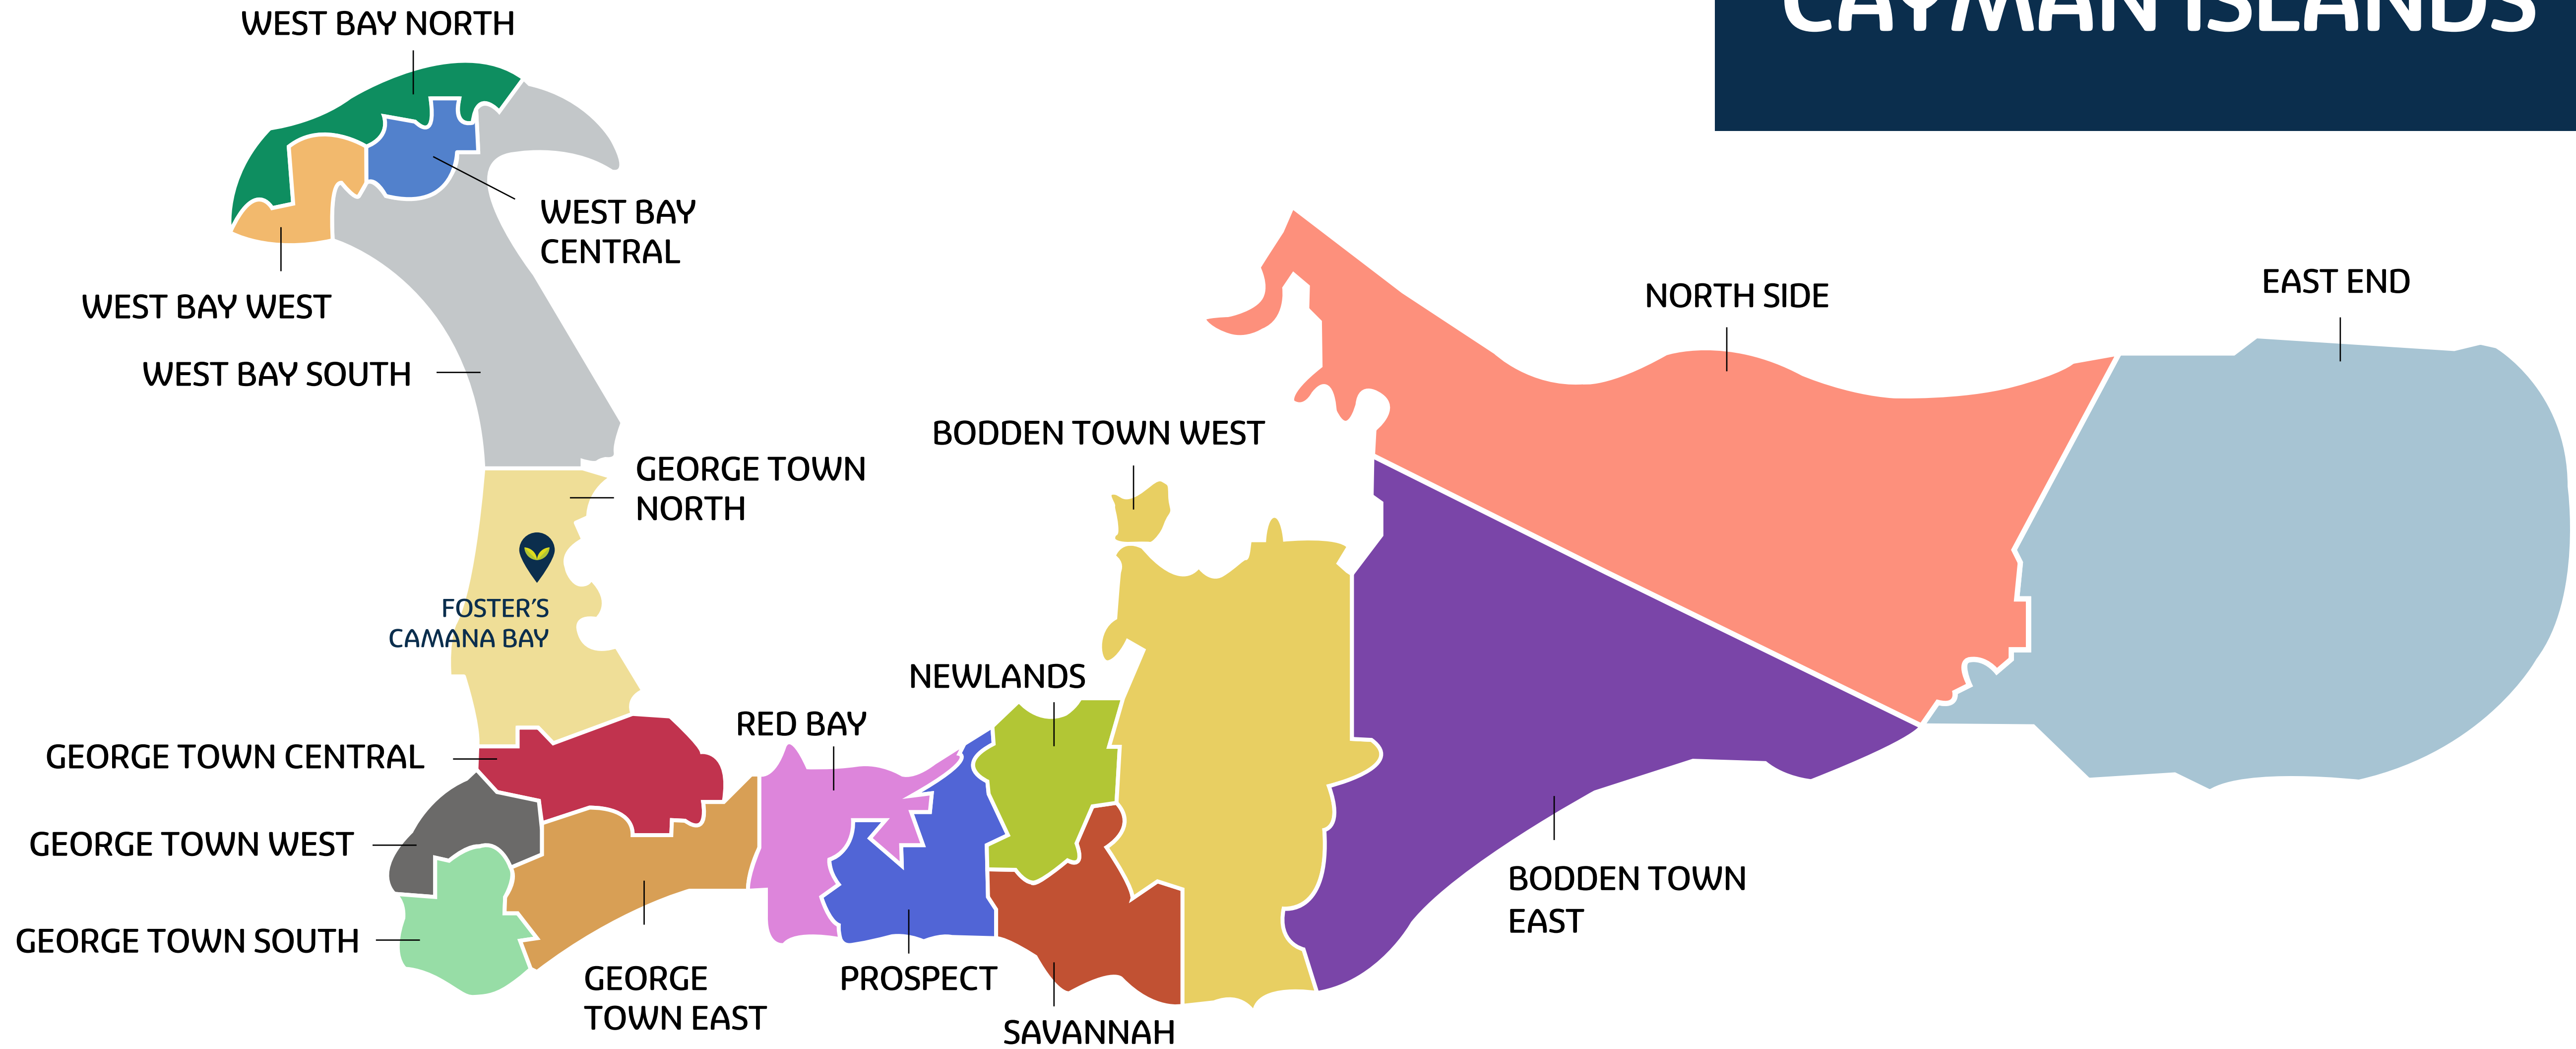 CAYMAN ISLANDS
WEST BAY NORTH
WEST BAY
CENTRAL
WEST BAY WEST
WEST BAY SOUTH
NORTH SIDE
EAST END
BODDEN TOWN WEST
GEORGE TOWN
NORTH
FOSTER'S
CAMANA BAY
NEWLANDS
RED BAY
GEORGE TOWN CENTRAL
GEORGE TOWN WEST
GEORGE TOWN SOUTH
GEORGE
TOWN EAST
PROSPECT
SAVANNAH
BODDEN TOWN
EAST